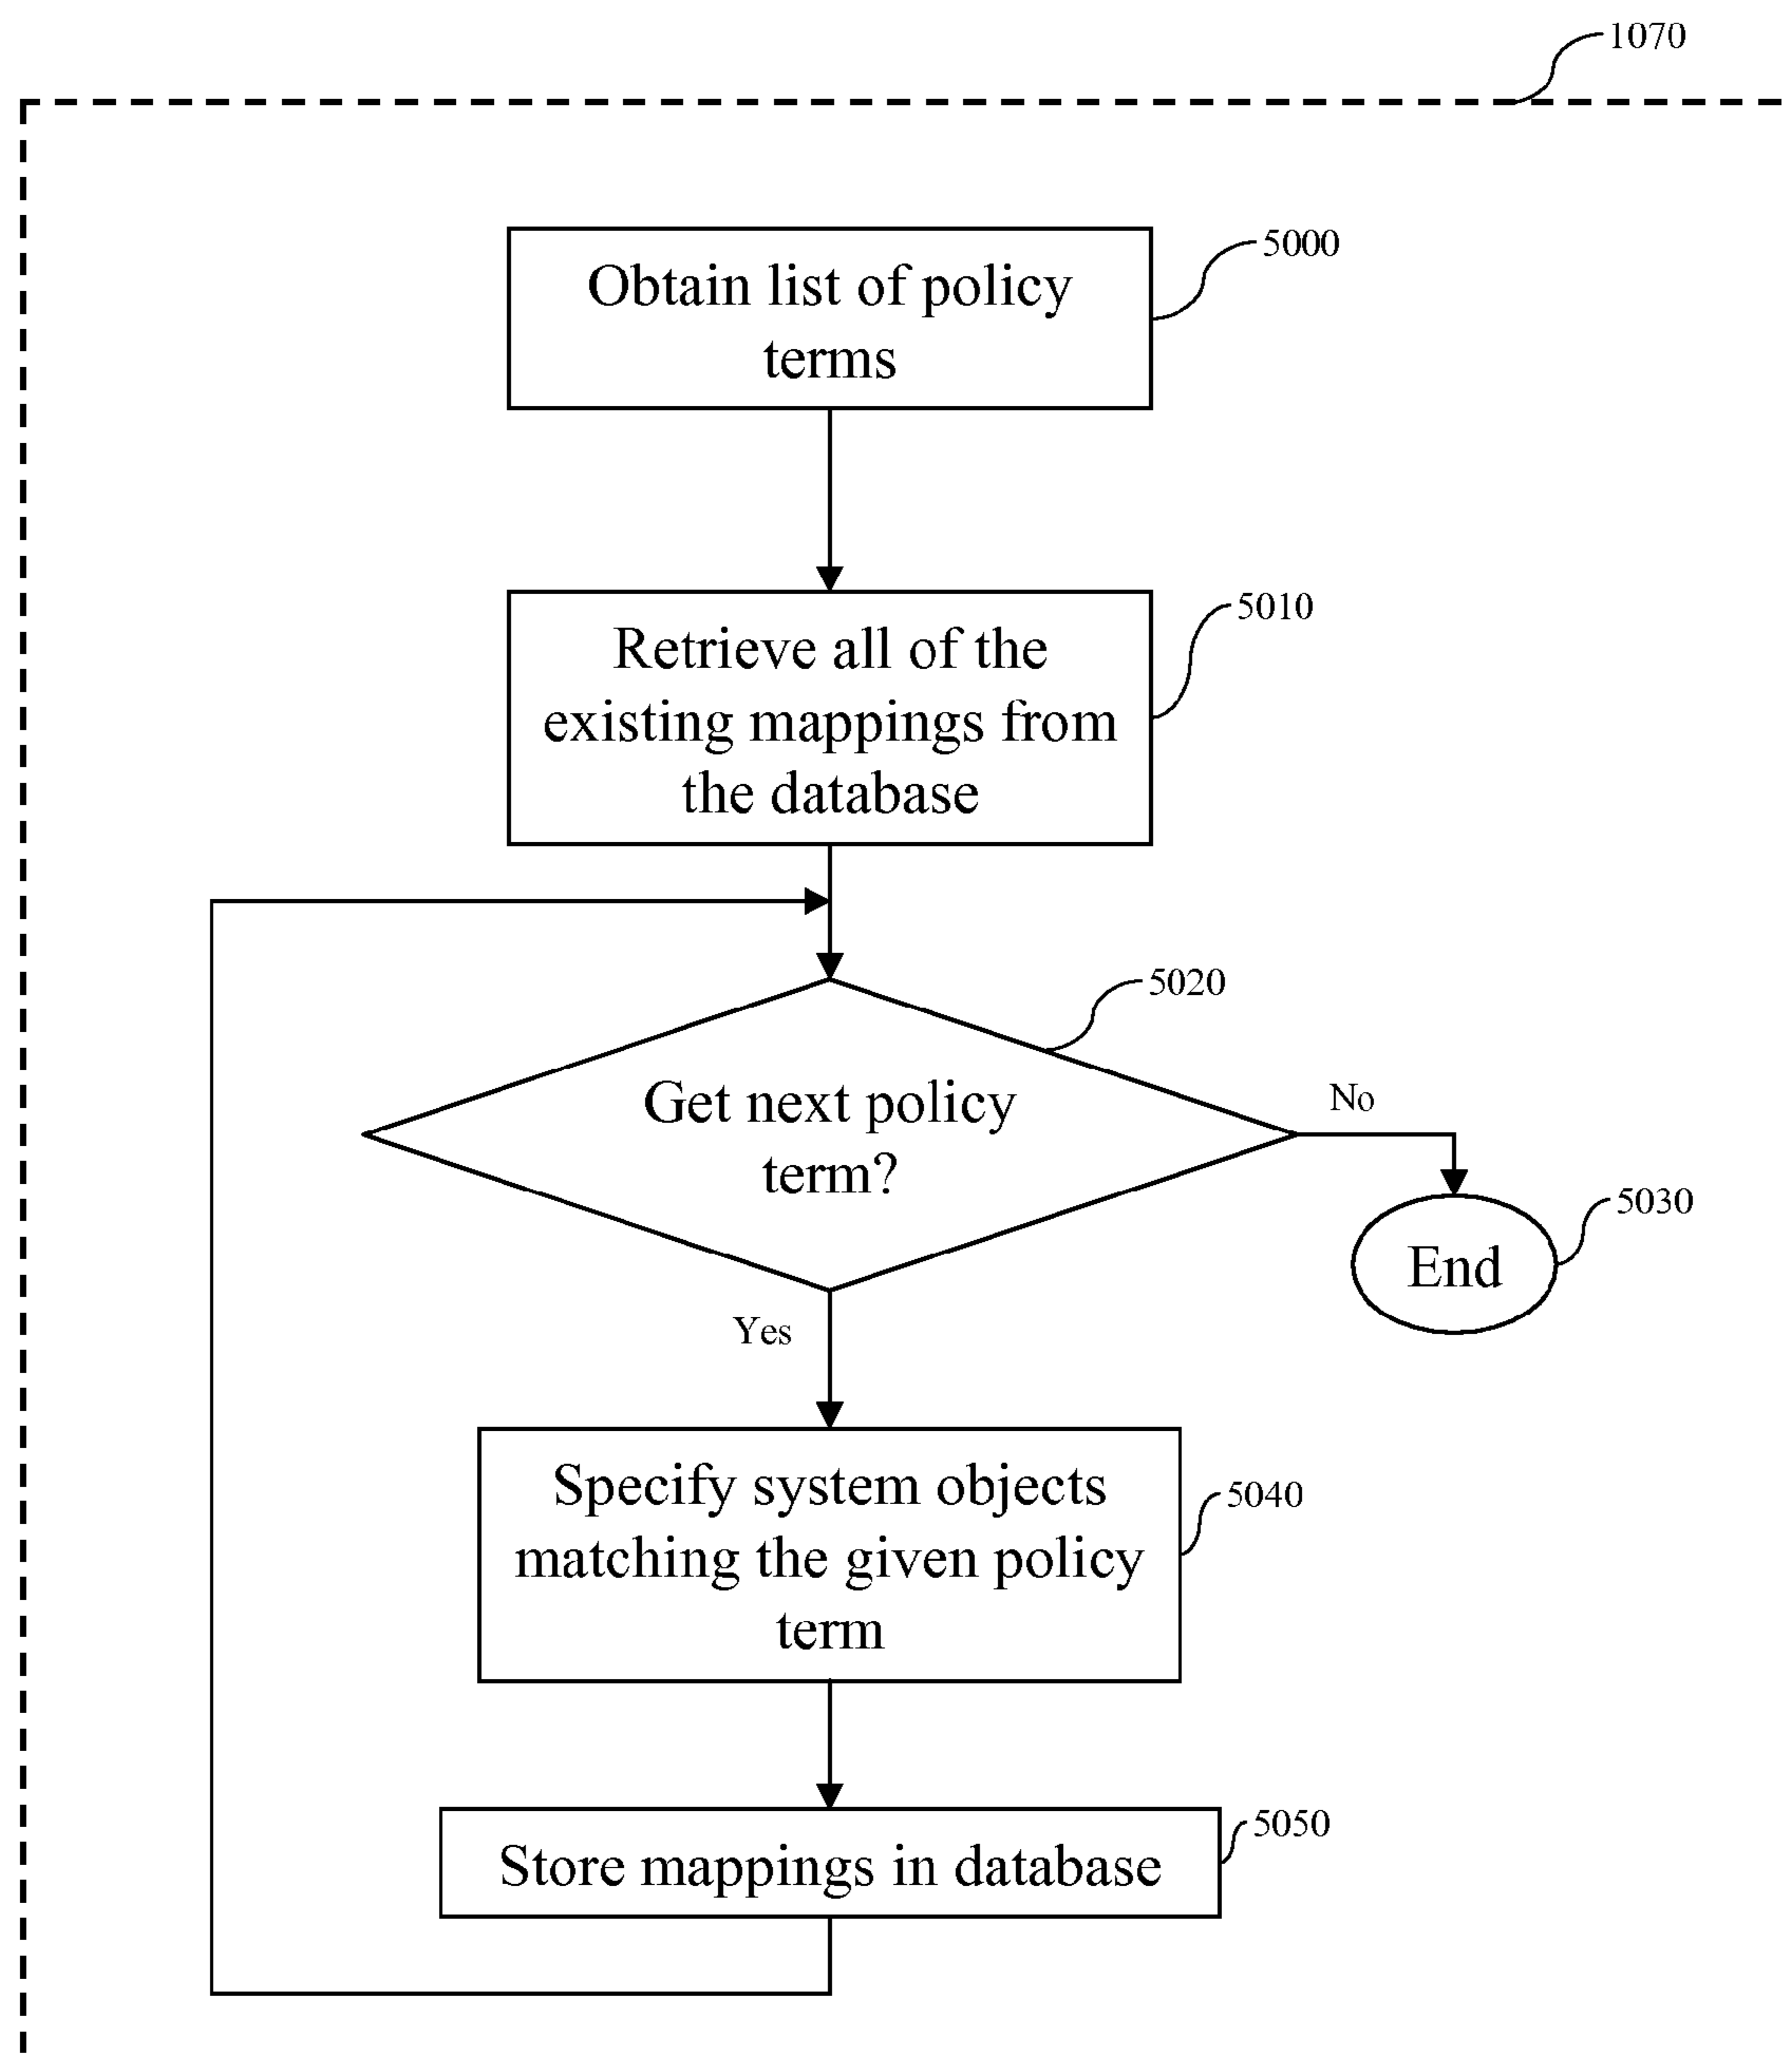 1070
Obtain list of policy
terms
5000
Retrieve all of the
existing mappings from
the database
5010
5020
Get next policy
term?
No
5030
End
Yes
Specify system objects
matching the given policy
term
5040
Store mappings in database
5050